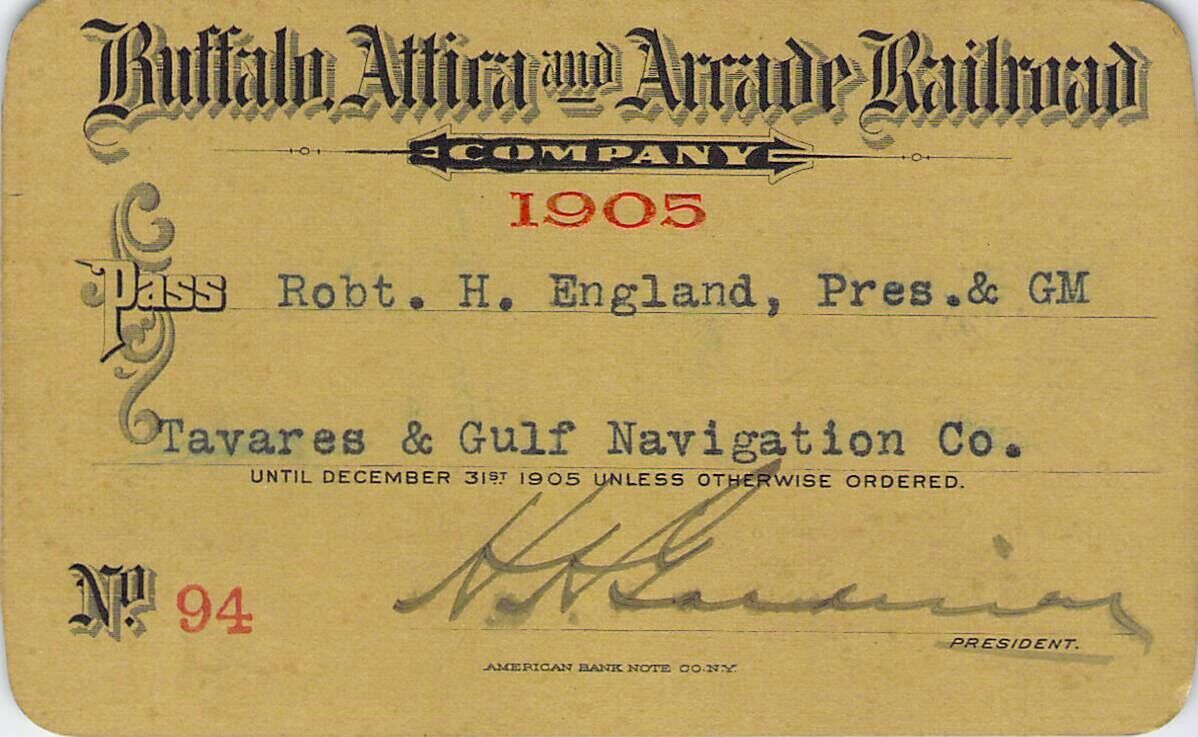 Buffalo, Attica and Arcade Railroad
COMPANY
1905
Pass Robt. H. England, Pres.& GM
Tavares & Gulf Navigation Co.
UNTIL DECEMBER 31ST 1905 UNLESS OTHERWISE ORDERED.
H. H. Gardinier
No. 94
PRESIDENT.
AMERICAN BANK NOTE CO. N.Y.